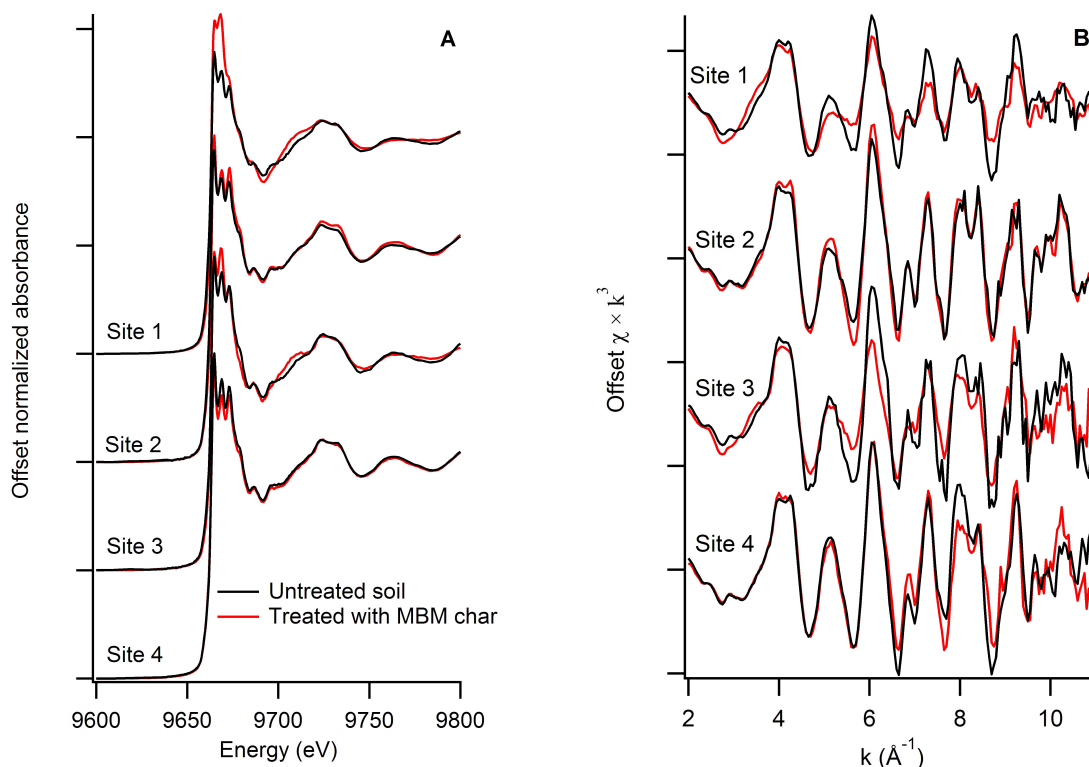 A
Offset normalized absorbance
Site 1
Site 2
Site 3
Site 4
Untreated soil
Treated with MBM char
9600 9650 9700 9750 9800
Energy (eV)
B
Offset χ × k³
Site 1
Site 2
Site 3
Site 4
2 4 6 8 10
k (Å⁻¹)